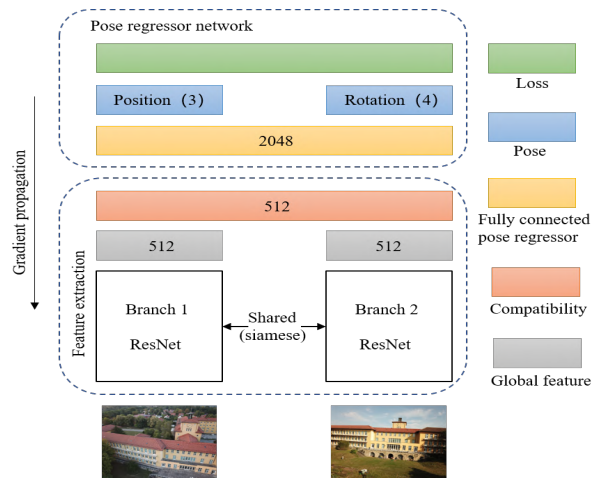 Pose regressor network
Loss
Position (3)
Rotation (4)
Pose
2048
Fully connected
pose regressor
Gradient propagation
Feature extraction
512
512
512
Compatibility
Branch 1
ResNet
Shared
(siamese)
Branch 2
ResNet
Global feature